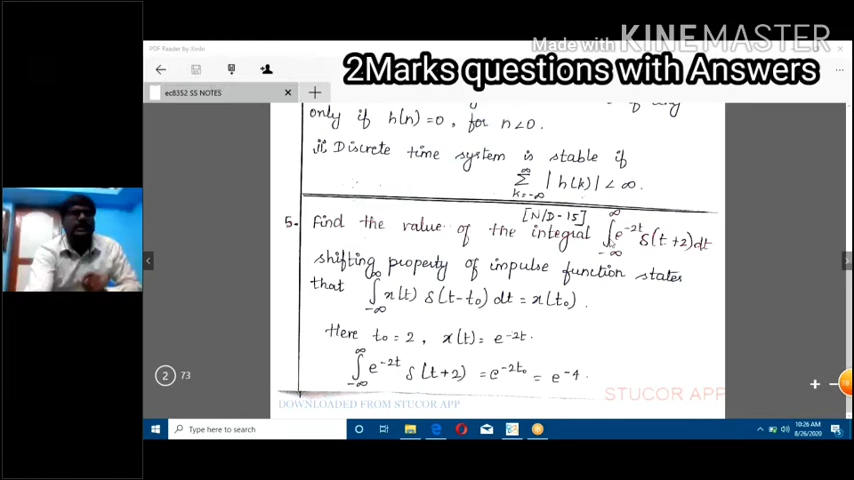 Made with KINEMASTER
PDF Reader by Xodo
2Marks questions with Answers
ec8352 SS NOTES
only if h(n)=0, for n<0.
ii. Discrete time system is stable if
∞ Σ k=-∞ |h(k)| < ∞.
[N/D-15]
5. Find the value of the integral ∫_{-∞}^{∞} e^{-2t} δ(t+2)dt
shifting property of impulse function states
that ∫_{-∞}^{∞} x(t) δ(t-t₀) dt = x(t₀).
Here t₀ = 2, x(t) = e^{-2t}.
∫_{-∞}^{∞} e^{-2t} δ(t+2) = e^{-2t₀} = e^{-4}.
2 73
STUCOR APP
DOWNLOADED FROM STUCOR APP
Type here to search
10:26 AM
8/26/2020